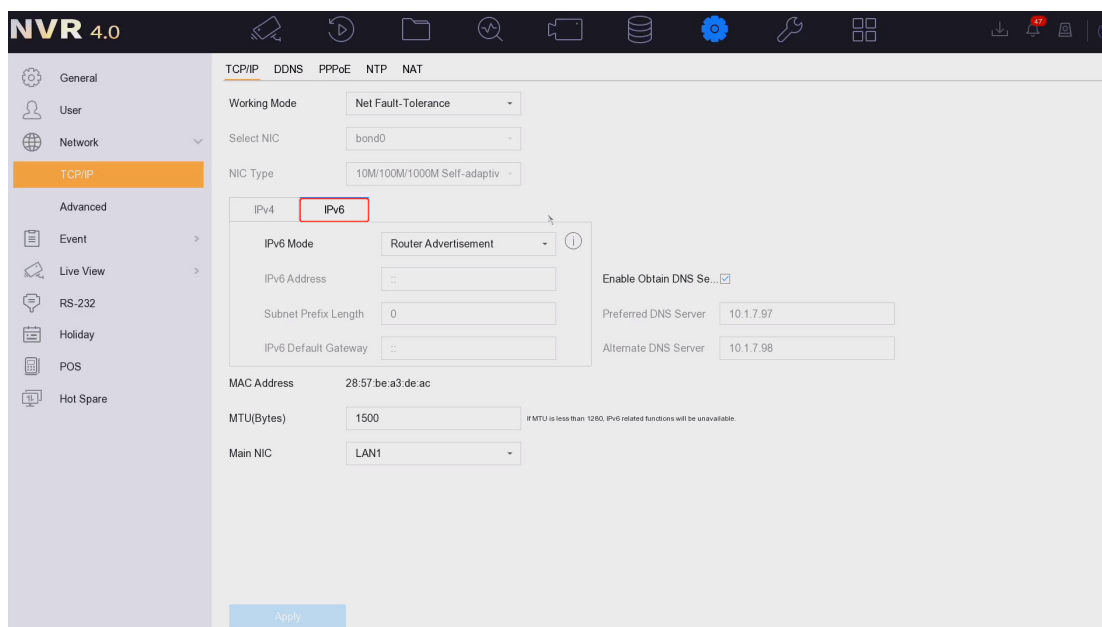 NVR 4.0
47
General
User
Network
TCP/IP
Advanced
Event
Live View
RS-232
Holiday
POS
Hot Spare
TCP/IP DDNS PPPoE NTP NAT
Working Mode Net Fault-Tolerance
Select NIC bond0
NIC Type 10M/100M/1000M Self-adaptiv
IPv4 IPv6
IPv6 Mode Router Advertisement
IPv6 Address :: Enable Obtain DNS Se...
Subnet Prefix Length 0 Preferred DNS Server 10.1.7.97
IPv6 Default Gateway :: Alternate DNS Server 10.1.7.98
MAC Address 28:57:be:a3:de:ac
MTU(Bytes) 1500 If MTU is less than 1280, IPv6 related functions will be unavailable.
Main NIC LAN1
Apply